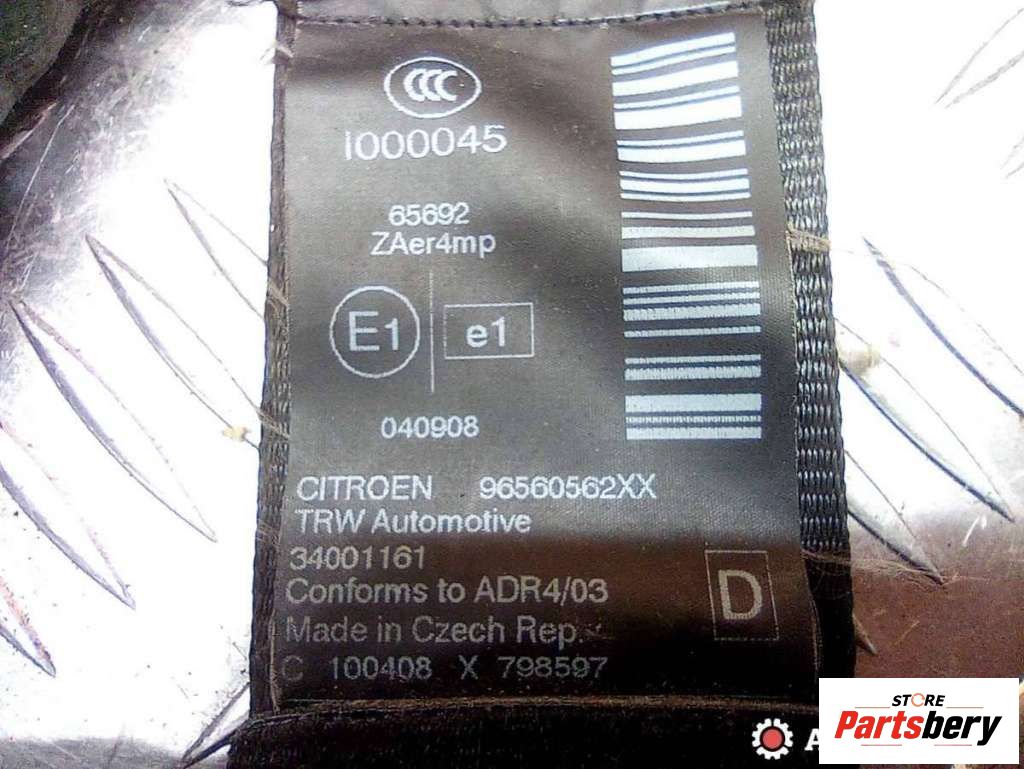 CCC
I000045
65692
ZAer4mp
E1 e1
040908
CITROEN 96560562XX
TRW Automotive
34001161
Conforms to ADR4/03
D
Made in Czech Rep.
C 100408 X 798597
STORE
Partsbery